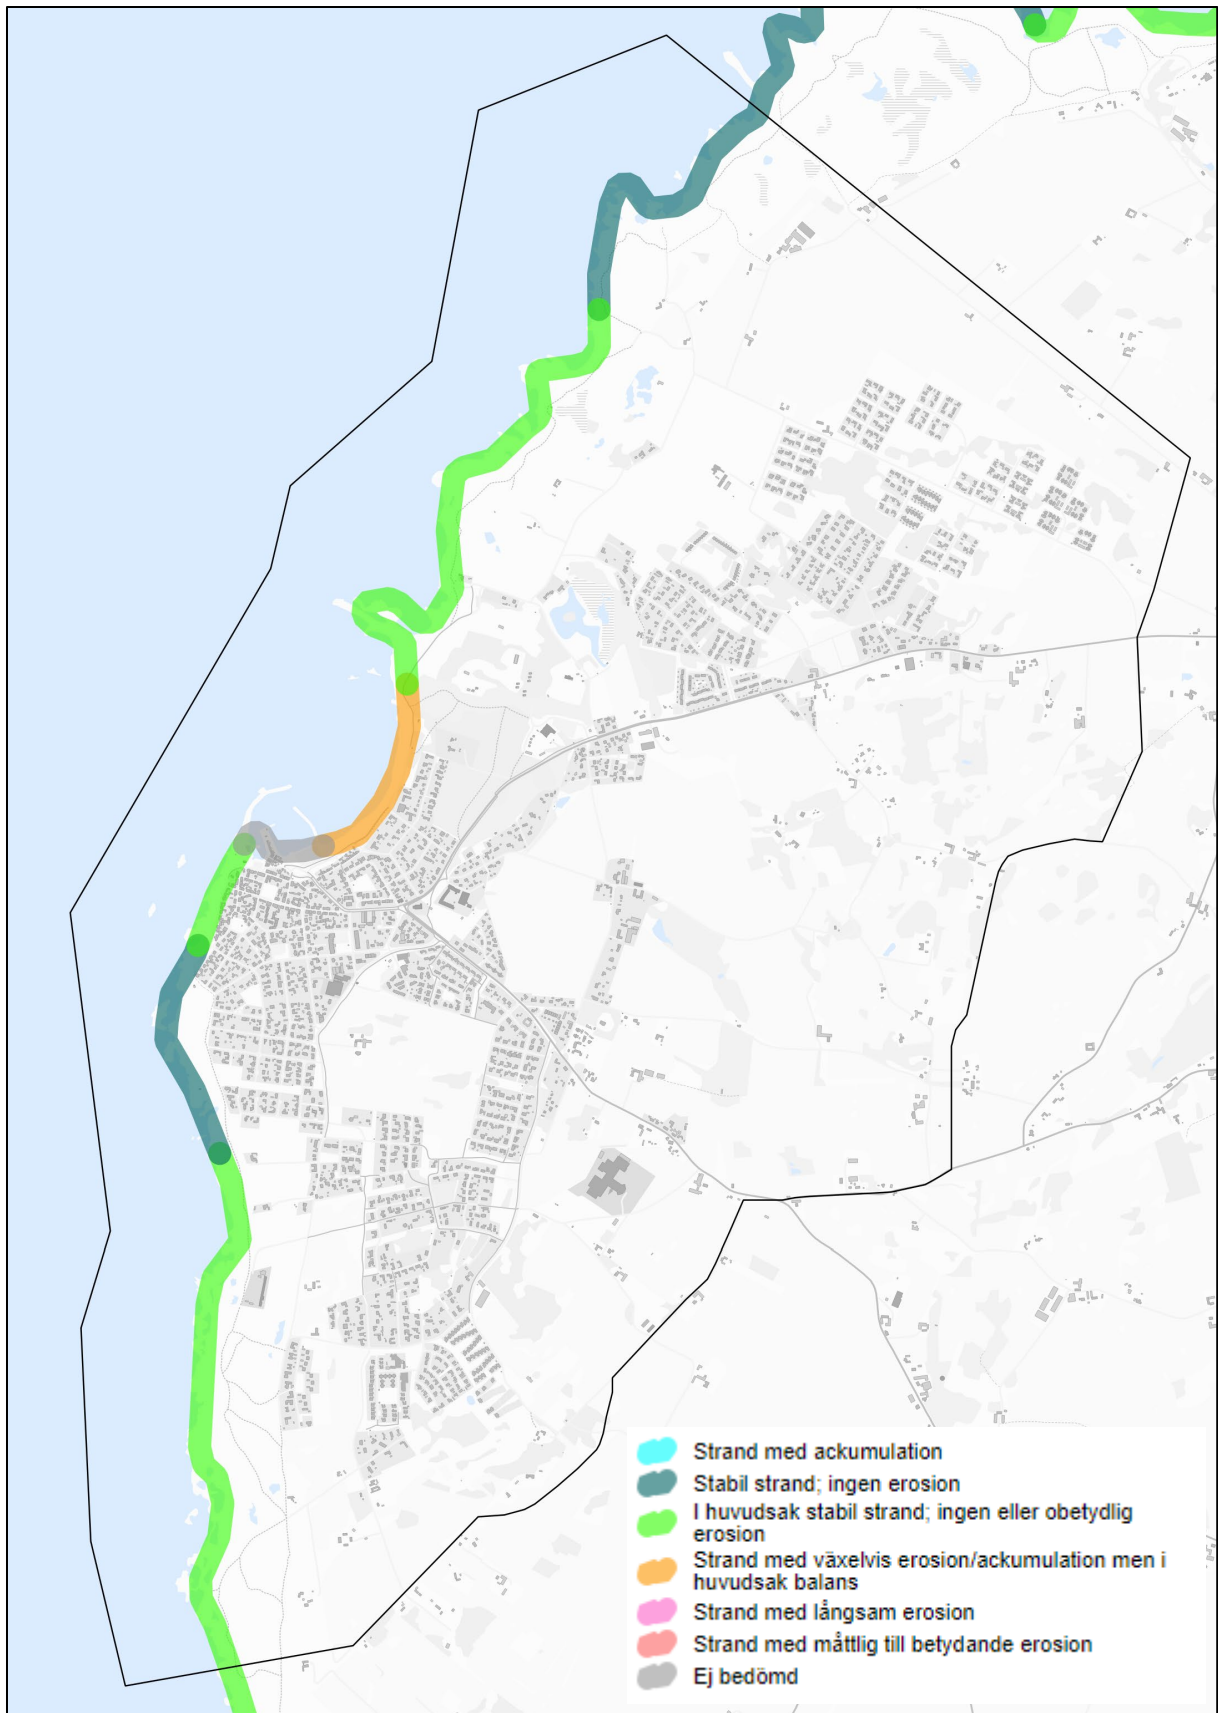 Strand med ackumulation
Stabil strand; ingen erosion
I huvudsak stabil strand; ingen eller obetydlig
erosion
Strand med växelvis erosion/ackumulation men i
huvudsak balans
Strand med långsam erosion
Strand med måttlig till betydande erosion
Ej bedömd